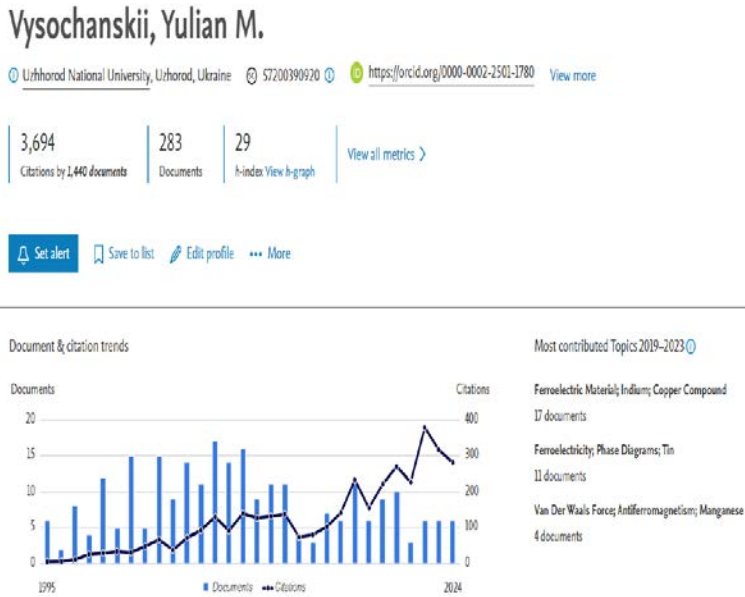 Vysochanskii, Yulian M.
Uzhhorod National University, Uzhorod, Ukraine 57200390920 https://orcid.org/0000-0002-2501-1780 View more
3,694 283 29
Citations by 1,440 documents Documents h-index View h-graph View all metrics
Set alert Save to list Edit profile More
Document & citation trends
Documents Citations
20 400
15 300
10 200
5 100
0 0
1995 2024
Documents Citations
Most contributed Topics 2019–2023
Ferroelectric Material; Indium; Copper Compound
17 documents
Ferroelectricity; Phase Diagrams; Tin
11 documents
Van Der Waals Force; Antiferromagnetism; Manganese
4 documents